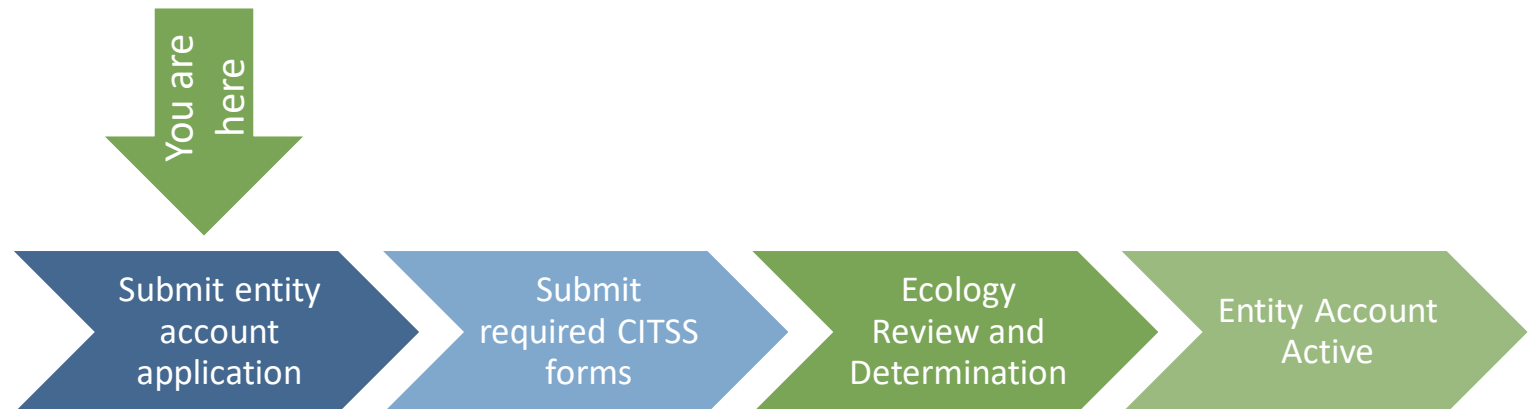 You are
here
Submit entity
account
application
Submit
required CITSS
forms
Ecology
Review and
Determination
Entity Account
Active